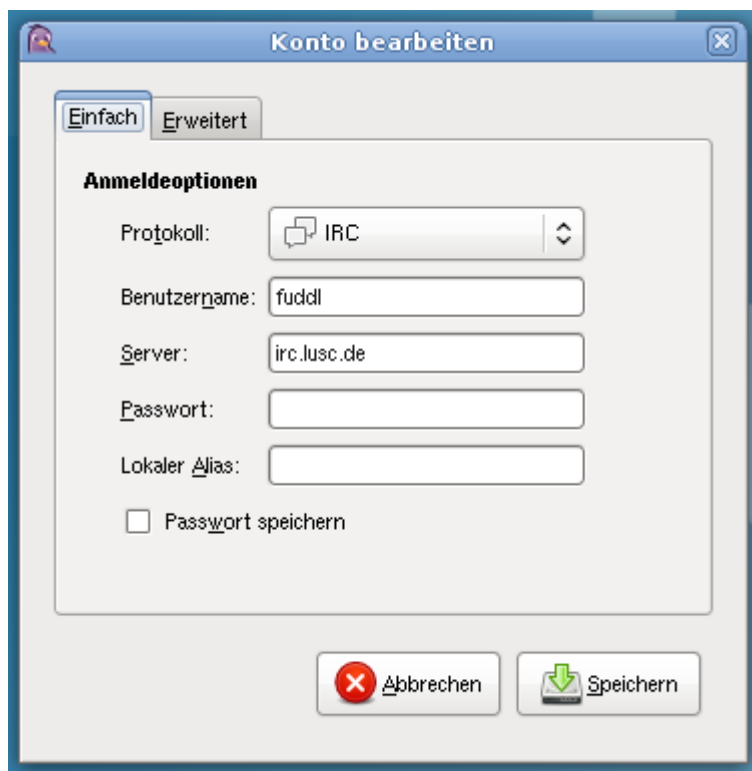 Konto bearbeiten
Einfach Erweitert
Anmeldeoptionen
Protokoll: IRC
Benutzername: fuddl
Server: irc.lusc.de
Passwort:
Lokaler Alias:
Passwort speichern
Abbrechen Speichern